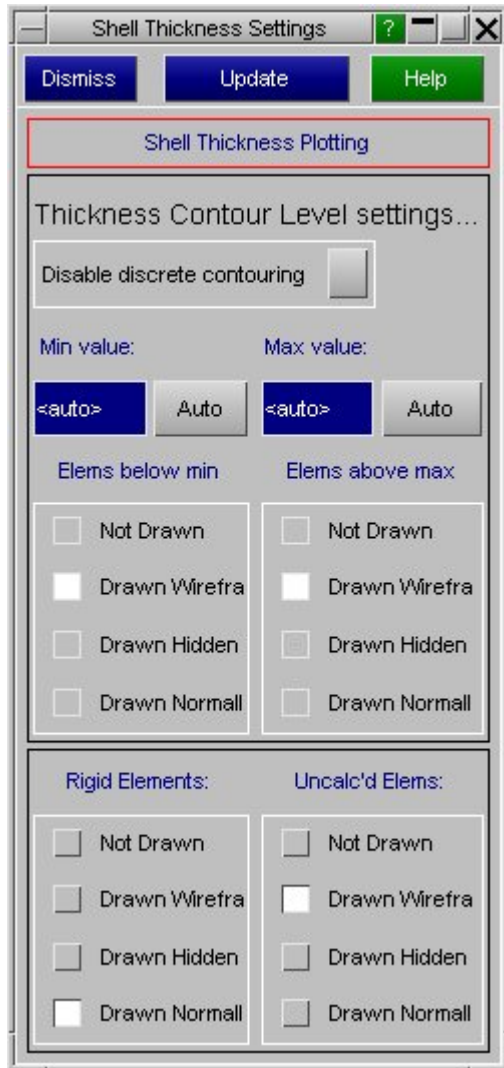 Shell Thickness Settings ?
Dismiss Update Help
Shell Thickness Plotting
Thickness Contour Level settings...
Disable discrete contouring
Min value: Max value:
<auto> Auto <auto> Auto
Elems below min Elems above max
Not Drawn Not Drawn
Drawn Wirefra Drawn Wirefra
Drawn Hidden Drawn Hidden
Drawn Normall Drawn Normall
Rigid Elements: Uncalc'd Elems:
Not Drawn Not Drawn
Drawn Wirefra Drawn Wirefra
Drawn Hidden Drawn Hidden
Drawn Normall Drawn Normall